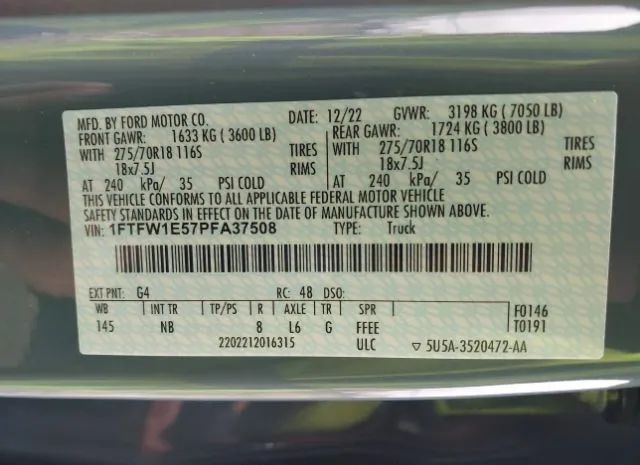 MFD. BY FORD MOTOR CO. DATE: 12/22 GVWR: 3198 KG ( 7050 LB)
FRONT GAWR: 1633 KG ( 3600 LB) REAR GAWR: 1724 KG ( 3800 LB)
WITH 275/70R18 116S TIRES WITH 275/70R18 116S TIRES
18x7.5J RIMS 18x7.5J RIMS
AT 240 kPa/ 35 PSI COLD AT 240 kPa/ 35 PSI COLD
THIS VEHICLE CONFORMS TO ALL APPLICABLE FEDERAL MOTOR VEHICLE
SAFETY STANDARDS IN EFFECT ON THE DATE OF MANUFACTURE SHOWN ABOVE.
VIN: 1FTFW1E57PFA37508 TYPE: Truck
EXT PNT: G4 RC: 48 DSO:
WB INT TR TP/PS R AXLE TR SPR F0146
145 NB 8 L6 G FFEE T0191
2202212016315 ULC ▽ 5U5A-3520472-AA